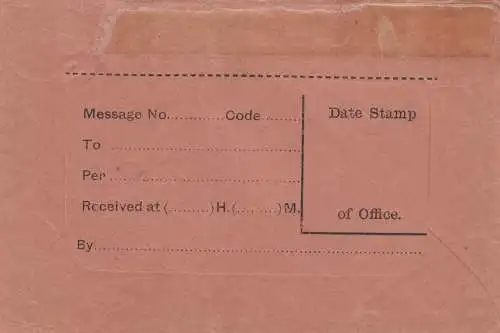 Message No............ Code..........
Date Stamp
To ......................................
Per ......................................
Received at (.........)H.(.... ......)M.
of Office.
By......................................................................